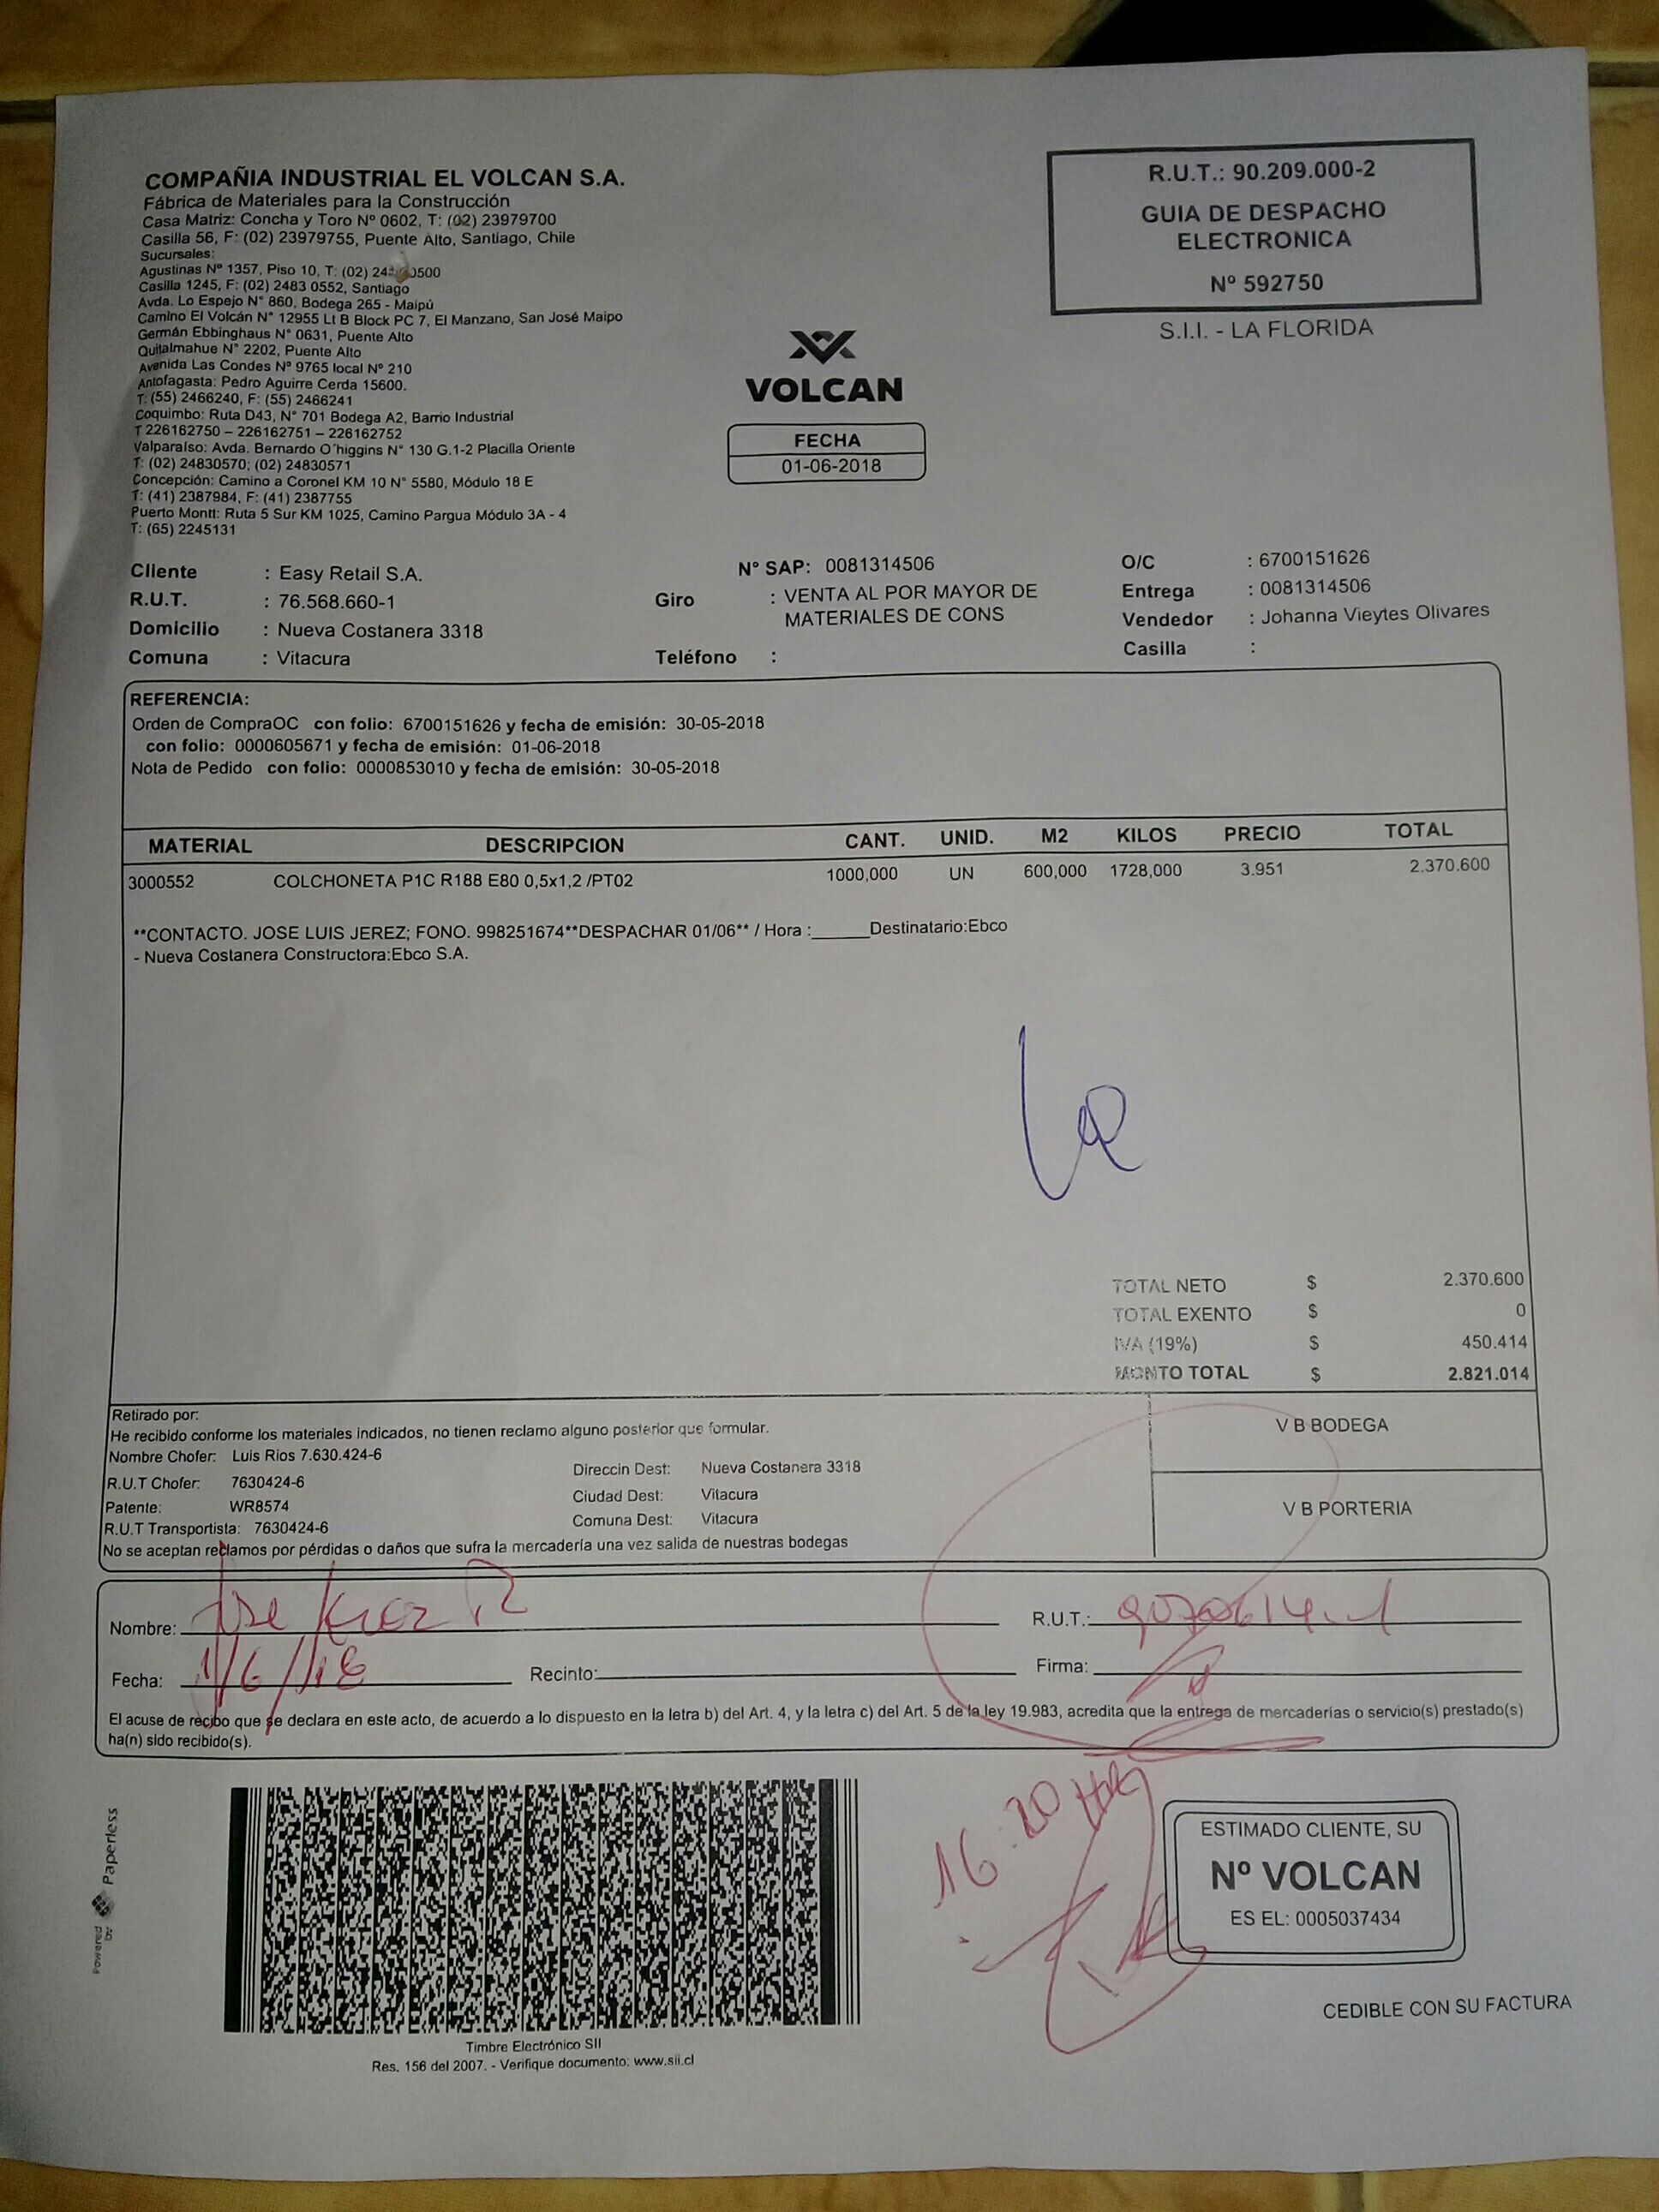 COMPAÑIA INDUSTRIAL EL VOLCAN S.A.
Fábrica de Materiales para la Construcción
Casa Matriz: Concha y Toro Nº 0602, T: (02) 23979700
Casilla 56, F: (02) 23979755, Puente Alto, Santiago, Chile
Sucursales:
Agustinas Nº 1357, Piso 10, T: (02)
Casilla 1245, F: (02) 2483 0552, Santiago
Avda. Lo Espejo N° 860, Bodega 265 - Maipú
Camino El Volcán N° 12955 Lt B Block PC 7, El Manzano, San José Maipo
Germán Ebbinghaus N° 0631, Puente Alto
Quitalmahue N° 2202, Puente Alto
Avenida Las Condes Nº 9765 local Nº 210
Antofagasta: Pedro Aguirre Cerda 15600.
T: (55) 2466240, F: (55) 2466241
Coquimbo: Ruta D43, N° 701 Bodega A2, Barrio Industrial
T 226162750 – 226162751 – 226162752
Valparaíso: Avda. Bernardo O´higgins N° 130 G.1-2 Placilla Oriente
T: (02) 24830570; (02) 24830571
Concepción: Camino a Coronel KM 10 N° 5580, Módulo 18 E
T: (41) 2387984, F: (41) 2387755
Puerto Montt: Ruta 5 Sur KM 1025, Camino Pargua Módulo 3A - 4
T: (65) 2245131
VOLCAN
FECHA
01-06-2018
R.U.T.: 90.209.000-2
GUIA DE DESPACHO
ELECTRONICA
Nº 592750
S.I.I. - LA FLORIDA
Cliente : Easy Retail S.A.
R.U.T. : 76.568.660-1
Domicilio : Nueva Costanera 3318
Comuna : Vitacura
N° SAP: 0081314506
Giro : VENTA AL POR MAYOR DE
MATERIALES DE CONS
Teléfono :
O/C : 6700151626
Entrega : 0081314506
Vendedor : Johanna Vieytes Olivares
Casilla :
REFERENCIA:
Orden de CompraOC con folio: 6700151626 y fecha de emisión: 30-05-2018
con folio: 0000605671 y fecha de emisión: 01-06-2018
Nota de Pedido con folio: 0000853010 y fecha de emisión: 30-05-2018
MATERIAL DESCRIPCION CANT. UNID. M2 KILOS PRECIO TOTAL
3000552 COLCHONETA P1C R188 E80 0,5x1,2 /PT02 1000,000 UN 600,000 1728,000 3.951 2.370.600
**CONTACTO. JOSE LUIS JEREZ; FONO. 998251674**DESPACHAR 01/06** / Hora :______Destinatario:Ebco
- Nueva Costanera Constructora:Ebco S.A.
TOTAL NETO $ 2.370.600
TOTAL EXENTO $ 0
IVA (19%) $ 450.414
MONTO TOTAL $ 2.821.014
Retirado por:
He recibido conforme los materiales indicados, no tienen reclamo alguno posterior que formular.
Nombre Chofer: Luis Rios 7.630.424-6
R.U.T Chofer: 7630424-6
Patente: WR8574
R.U.T Transportista: 7630424-6
Direccin Dest: Nueva Costanera 3318
Ciudad Dest: Vitacura
Comuna Dest: Vitacura
No se aceptan reclamos por pérdidas o daños que sufra la mercadería una vez salida de nuestras bodegas
V B BODEGA
V B PORTERIA
Nombre: Jose
R.U.T.:
Fecha: 1/6/18 Recinto: Firma:
El acuse de recibo que se declara en este acto, de acuerdo a lo dispuesto en la letra b) del Art. 4, y la letra c) del Art. 5 de la ley 19.983, acredita que la entrega de mercaderías o servicio(s) prestado(s)
ha(n) sido recibido(s).
16:20
Powered by Paperless
Timbre Electrónico SII
Res. 156 del 2007. - Verifique documento: www.sii.cl
ESTIMADO CLIENTE, SU
Nº VOLCAN
ES EL: 0005037434
CEDIBLE CON SU FACTURA